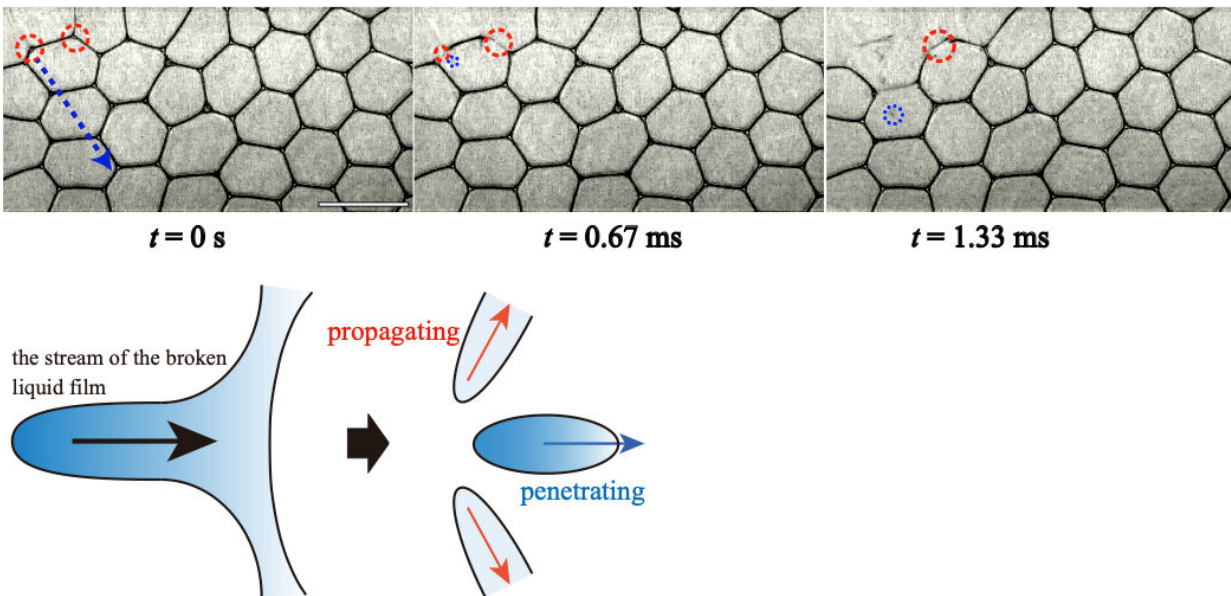 t = 0 s
t = 0.67 ms
t = 1.33 ms
propagating
the stream of the broken
liquid film
penetrating